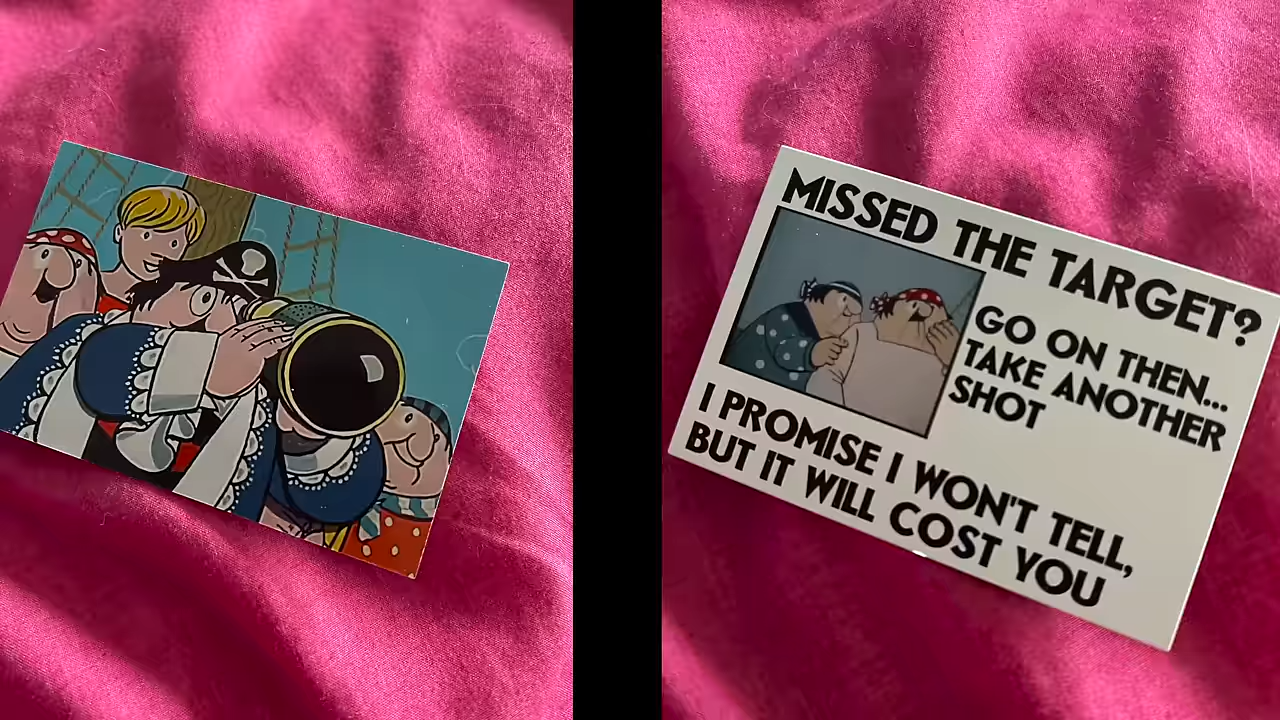 MISSED THE TARGET?
GO ON THEN...
TAKE ANOTHER
SHOT
I PROMISE I WON'T TELL,
BUT IT WILL COST YOU